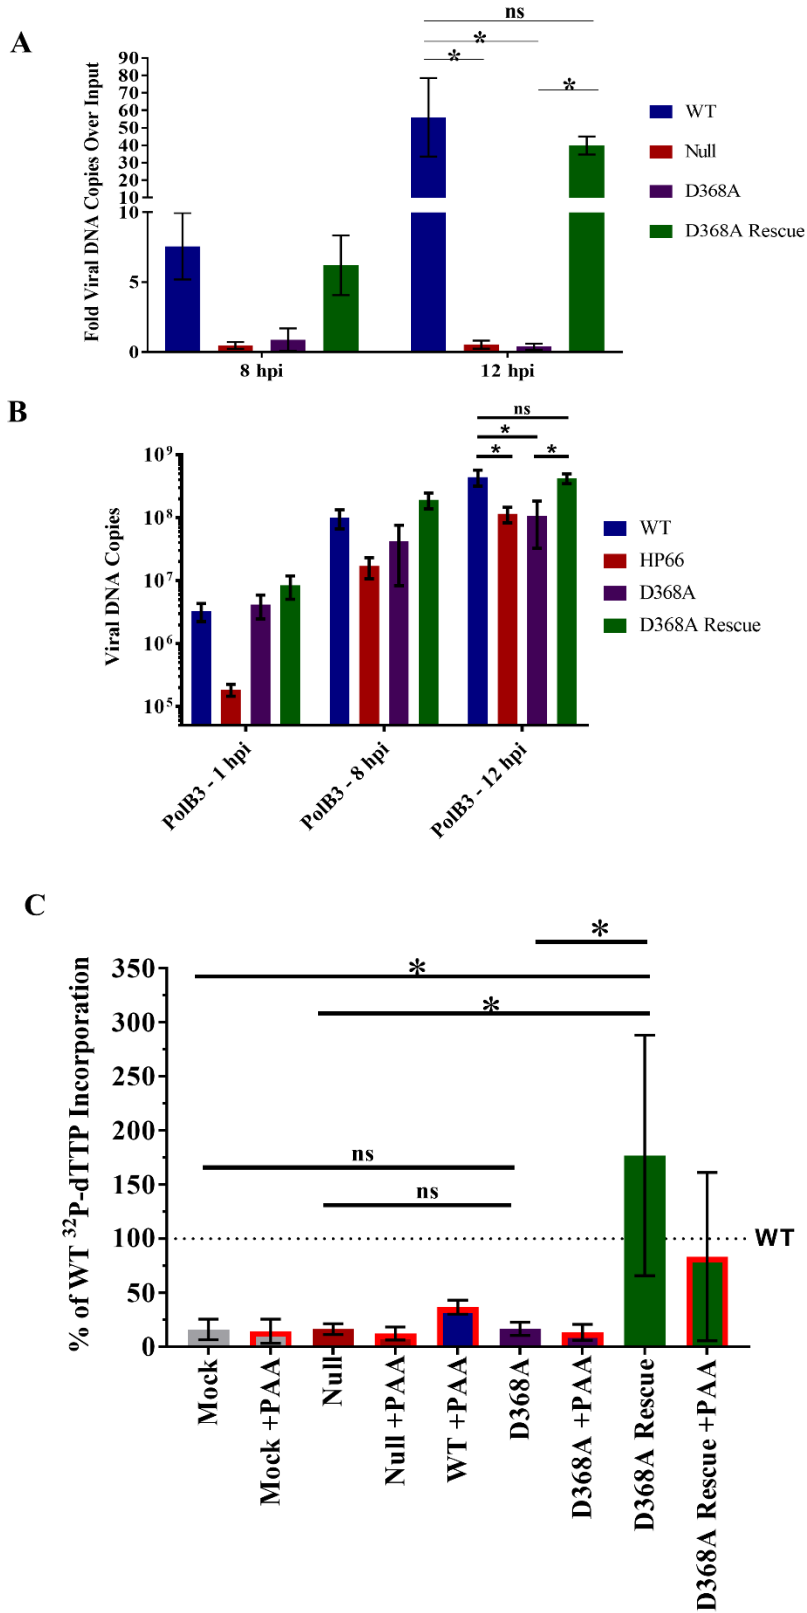 A
Fold Viral DNA Copies Over Input
90
80
70
60
50
40
30
20
10
10
5
0
8 hpi
12 hpi
ns
*
*
*
WT
Null
D368A
D368A Rescue
B
Viral DNA Copies
10⁹
10⁸
10⁷
10⁶
10⁵
PolB3 - 1 hpi
PolB3 - 8 hpi
PolB3 - 12 hpi
ns
*
* *
WT
HP66
D368A
D368A Rescue
C
% of WT ³²P-dTTP Incorporation
350
300
250
200
150
100
50
0
*
*
*
ns
ns
WT
Mock
Mock +PAA
Null
Null +PAA
WT +PAA
D368A
D368A +PAA
D368A Rescue
D368A Rescue +PAA